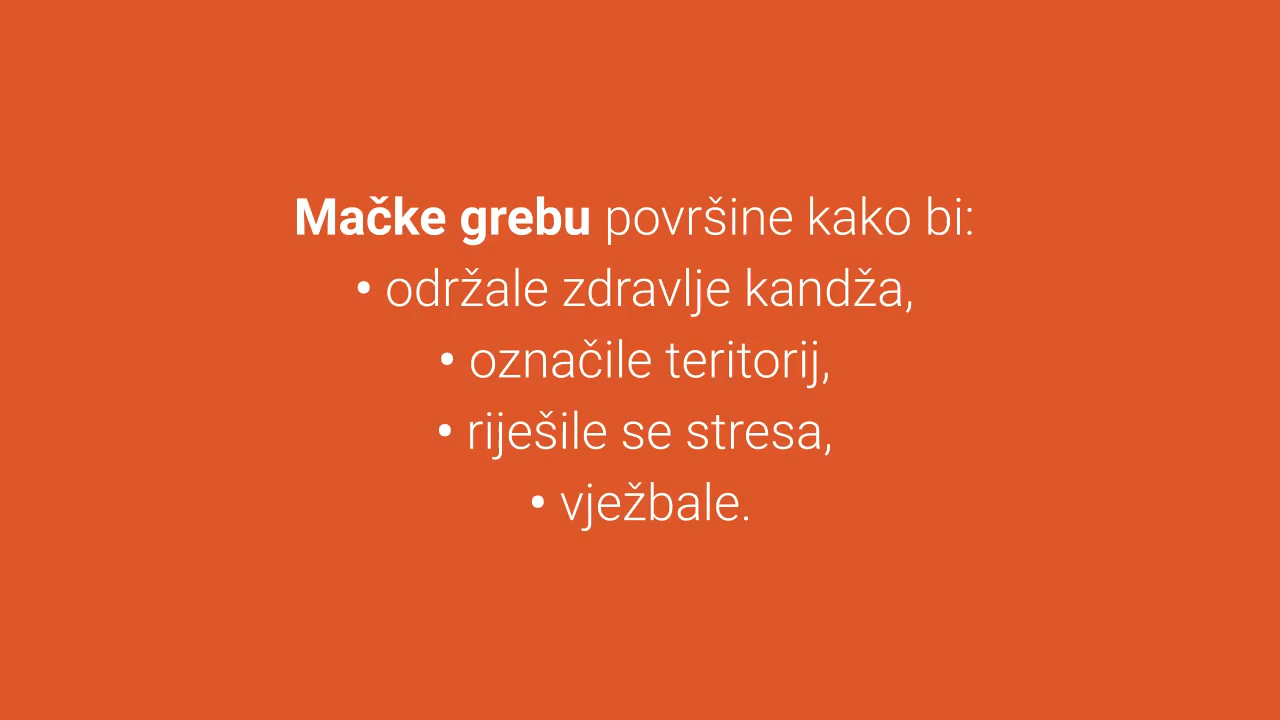 Mačke grebu površine kako bi:
• održale zdravlje kandža,
• označile teritorij,
• riješile se stresa,
• vježbale.